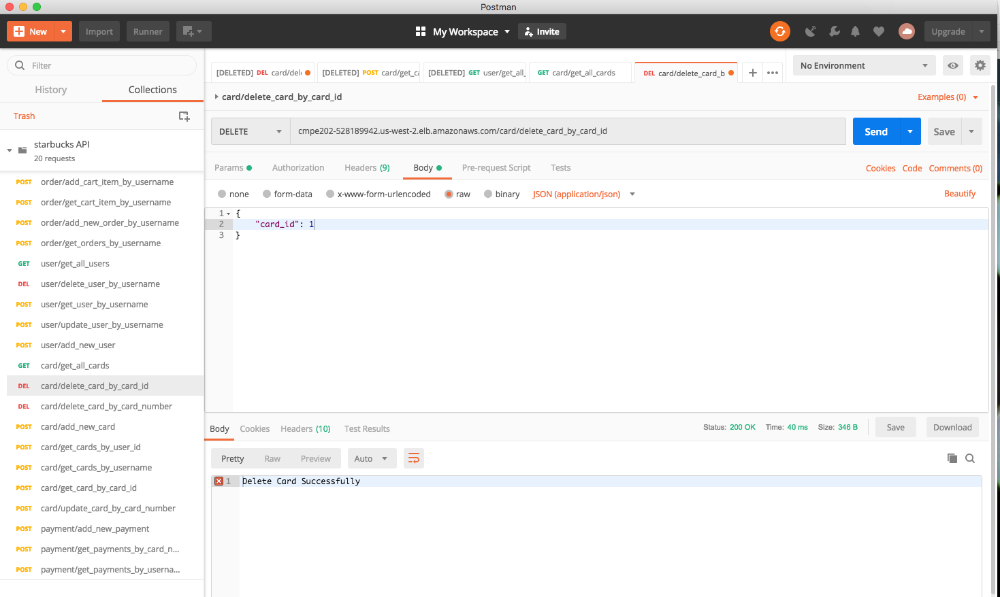 Postman
New
Import
Runner
My Workspace
Invite
Upgrade
Filter
History
Collections
Trash
starbucks API
20 requests
POST order/add_cart_item_by_username
POST order/get_cart_item_by_username
POST order/add_new_order_by_username
POST order/get_orders_by_username
GET user/get_all_users
DEL user/delete_user_by_username
POST user/get_user_by_username
POST user/update_user_by_username
POST user/add_new_user
GET card/get_all_cards
DEL card/delete_card_by_card_id
DEL card/delete_card_by_card_number
POST card/add_new_card
POST card/get_cards_by_user_id
POST card/get_cards_by_username
POST card/get_card_by_card_id
POST card/update_card_by_card_number
POST payment/add_new_payment
POST payment/get_payments_by_card_n...
POST payment/get_payments_by_userna...
[DELETED] DEL card/del
[DELETED] POST card/get_ca
[DELETED] GET user/get_all_
GET card/get_all_cards
DEL card/delete_card_b
No Environment
card/delete_card_by_card_id
Examples (0)
DELETE
cmpe202-528189942.us-west-2.elb.amazonaws.com/card/delete_card_by_card_id
Send
Save
Params Authorization Headers (9) Body Pre-request Script Tests
Cookies Code Comments (0)
none form-data x-www-form-urlencoded raw binary JSON (application/json)
Beautify
1 {
2 "card_id": 1
3 }
Body Cookies Headers (10) Test Results
Status: 200 OK Time: 40 ms Size: 346 B
Save
Download
Pretty Raw Preview Auto
1 Delete Card Successfully